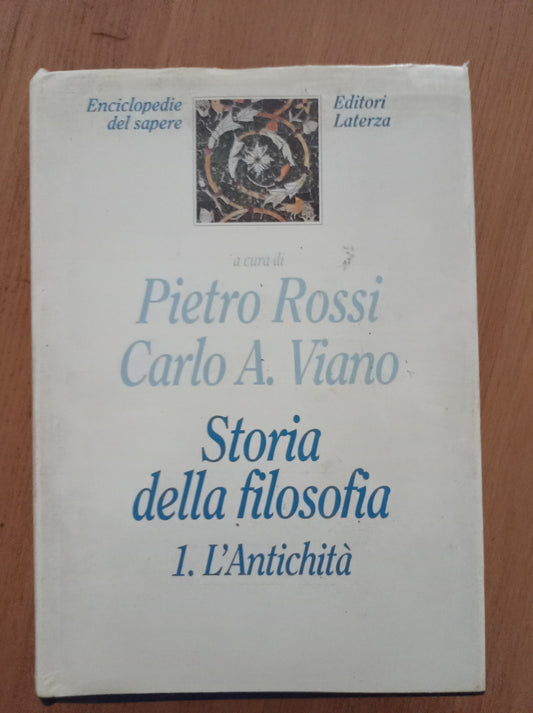 Enciclopedie
del sapere
Editori
Laterza
a cura di
Pietro Rossi
Carlo A. Viano
Storia
della filosofia
1. L'Antichità